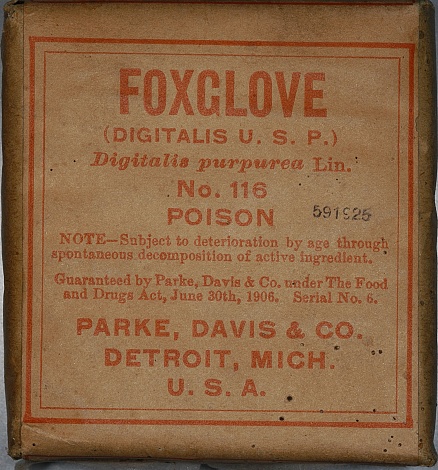 FOXGLOVE
(DIGITALIS U. S. P.)
Digitalis purpurea Lin.
No. 116
POISON
591925
NOTE—Subject to deterioration by age through
spontaneous decomposition of active ingredient.
Guaranteed by Parke, Davis & Co. under The Food
and Drugs Act, June 30th, 1906. Serial No. 6.
PARKE, DAVIS & CO.
DETROIT, MICH.
U. S. A.